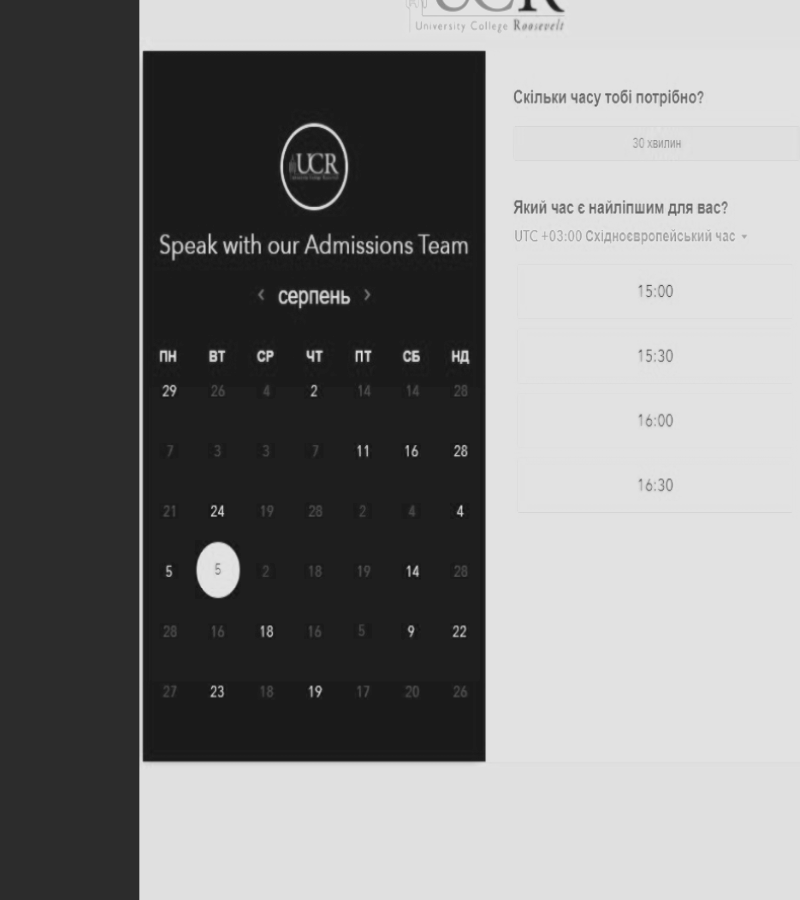 UCR
University College Roosevelt
UCR
Speak with our Admissions Team
‹ серпень ›
ПН ВТ СР ЧТ ПТ СБ НД
29 26 4 2 14 14 28
7 3 3 7 11 16 28
21 24 19 28 2 4 4
5 5 2 18 19 14 28
28 16 18 16 5 9 22
27 23 18 19 17 20 26
Скільки часу тобі потрібно?
30 хвилин
Який час є найліпшим для вас?
UTC +03:00 Східноєвропейський час
15:00
15:30
16:00
16:30